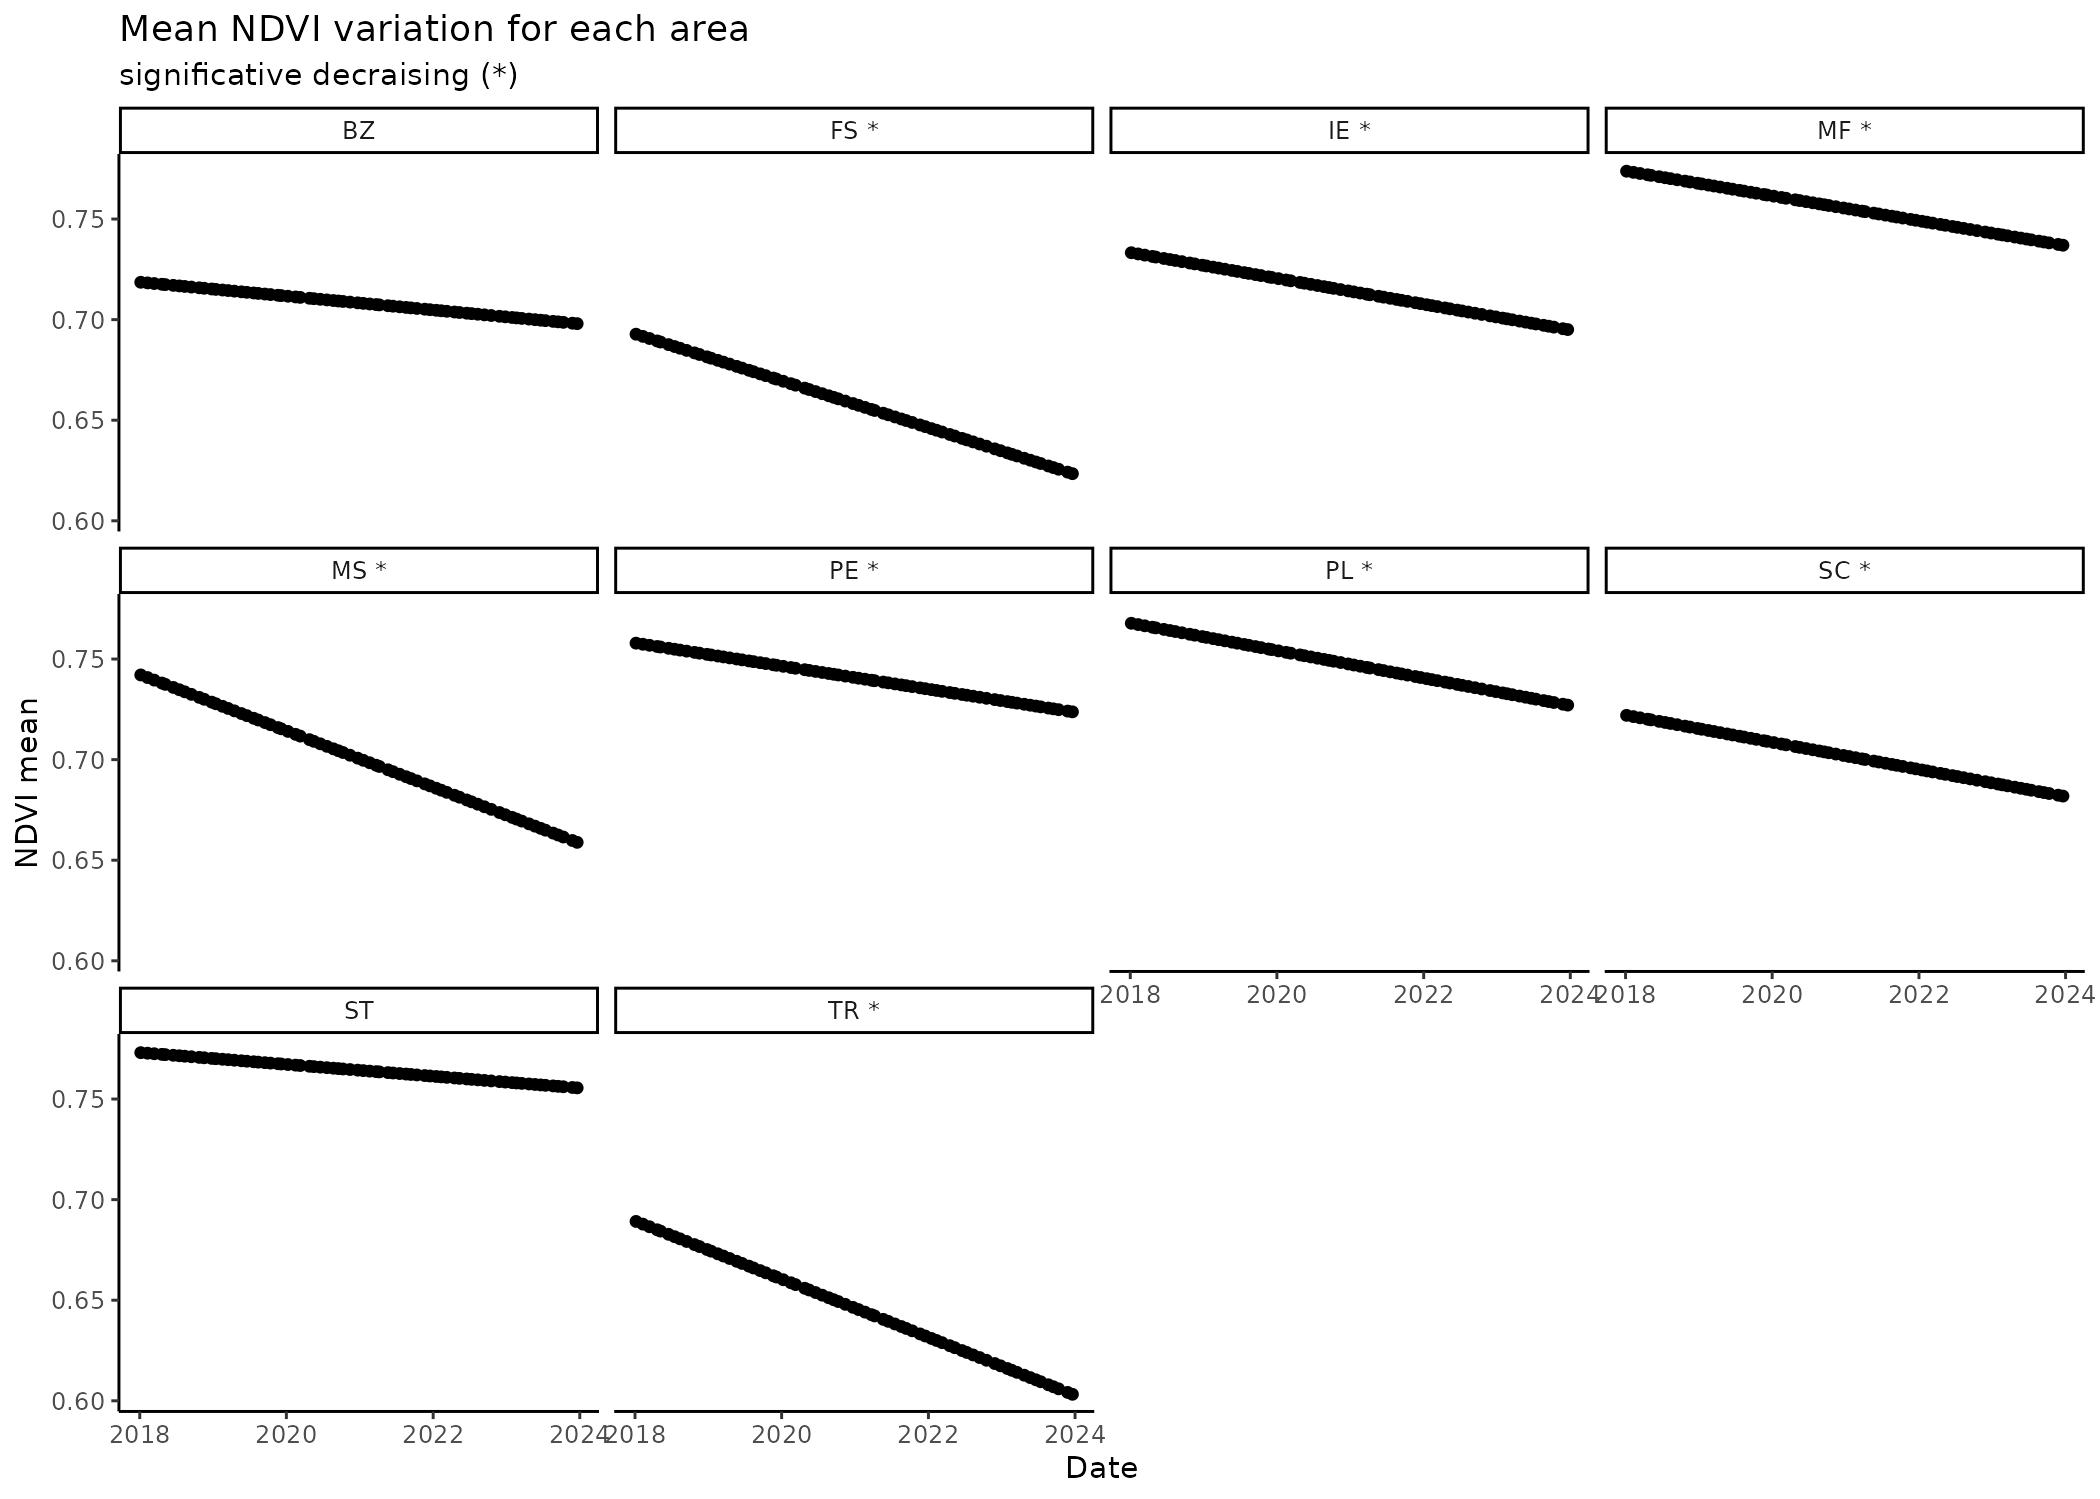 Mean NDVI variation for each area
significative decraising (*)
BZ
FS *
IE *
MF *
0.75
0.70
0.65
0.60
MS *
PE *
PL *
SC *
0.75
0.70
0.65
0.60
2018 2020 2022 2024
2018 2020 2022 2024
ST
TR *
0.75
0.70
0.65
0.60
2018 2020 2022 2024
2018 2020 2022 2024
NDVI mean
Date